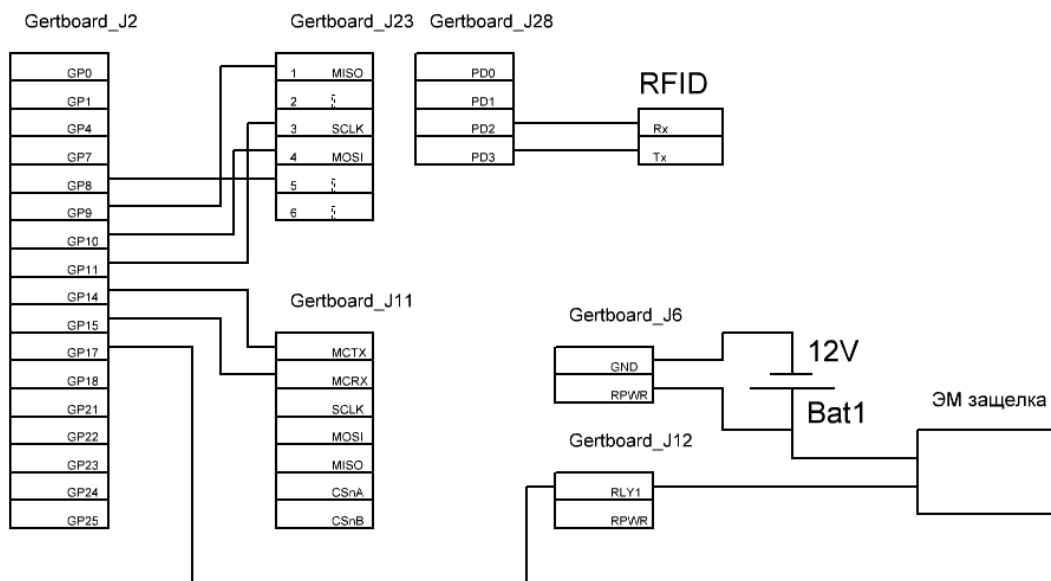 Gertboard_J2
GP0
GP1
GP4
GP7
GP8
GP9
GP10
GP11
GP14
GP15
GP17
GP18
GP21
GP22
GP23
GP24
GP25
Gertboard_J23
1 MISO
2
3 SCLK
4 MOSI
5
6
Gertboard_J28
PD0
PD1
PD2
PD3
RFID
Rx
Tx
Gertboard_J11
MCTX
MCRX
SCLK
MOSI
MISO
CSnA
CSnB
Gertboard_J6
GND
RPWR
12V
Bat1
Gertboard_J12
RLY1
RPWR
ЭМ защелка